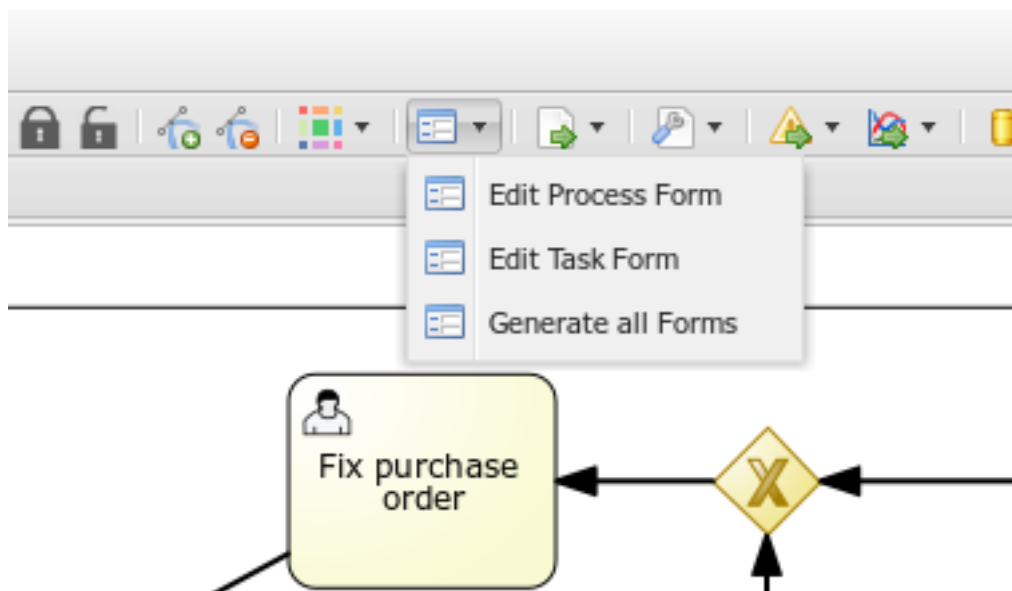 Edit Process Form
Edit Task Form
Generate all Forms
Fix purchase
order